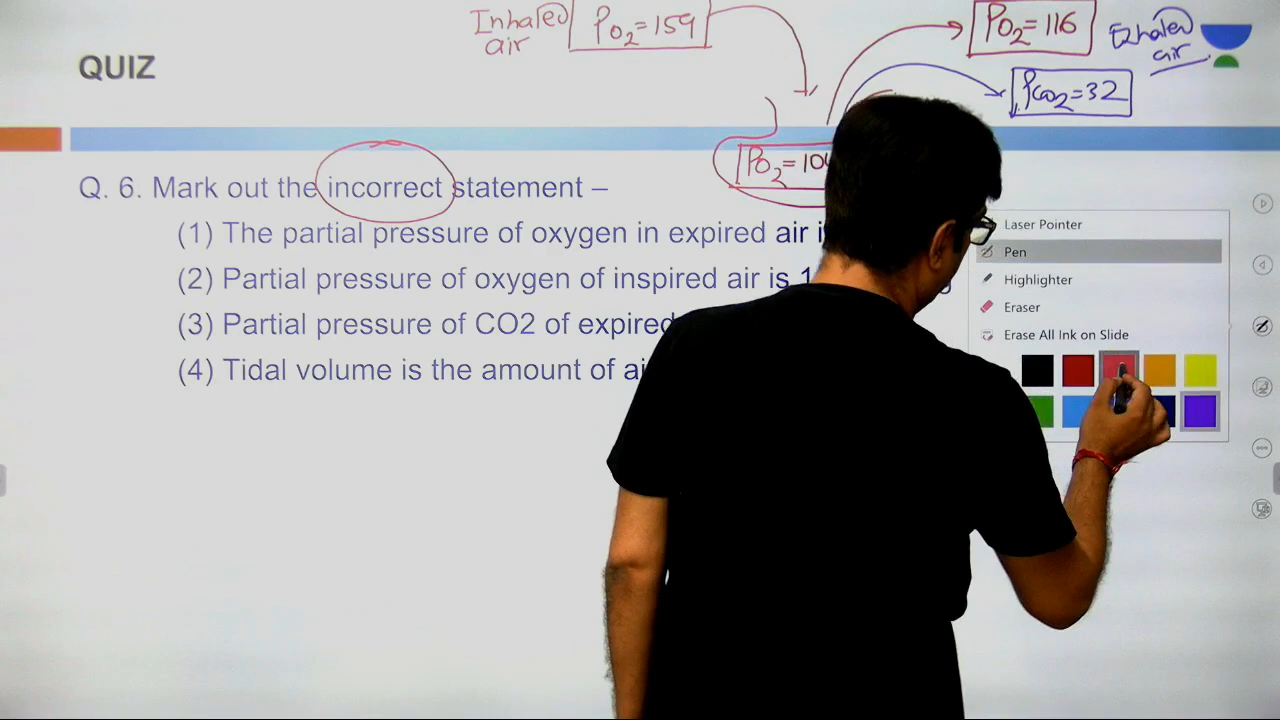 Inhaled air
PO2=159
PO2=116
Exhaled air
PCO2=32
QUIZ
PO2=10
Q. 6. Mark out the incorrect statement –
(1) The partial pressure of oxygen in expired air
(2) Partial pressure of oxygen of inspired air is
(3) Partial pressure of CO2 of expired
(4) Tidal volume is the amount of
Laser Pointer
Pen
Highlighter
Eraser
Erase All Ink on Slide